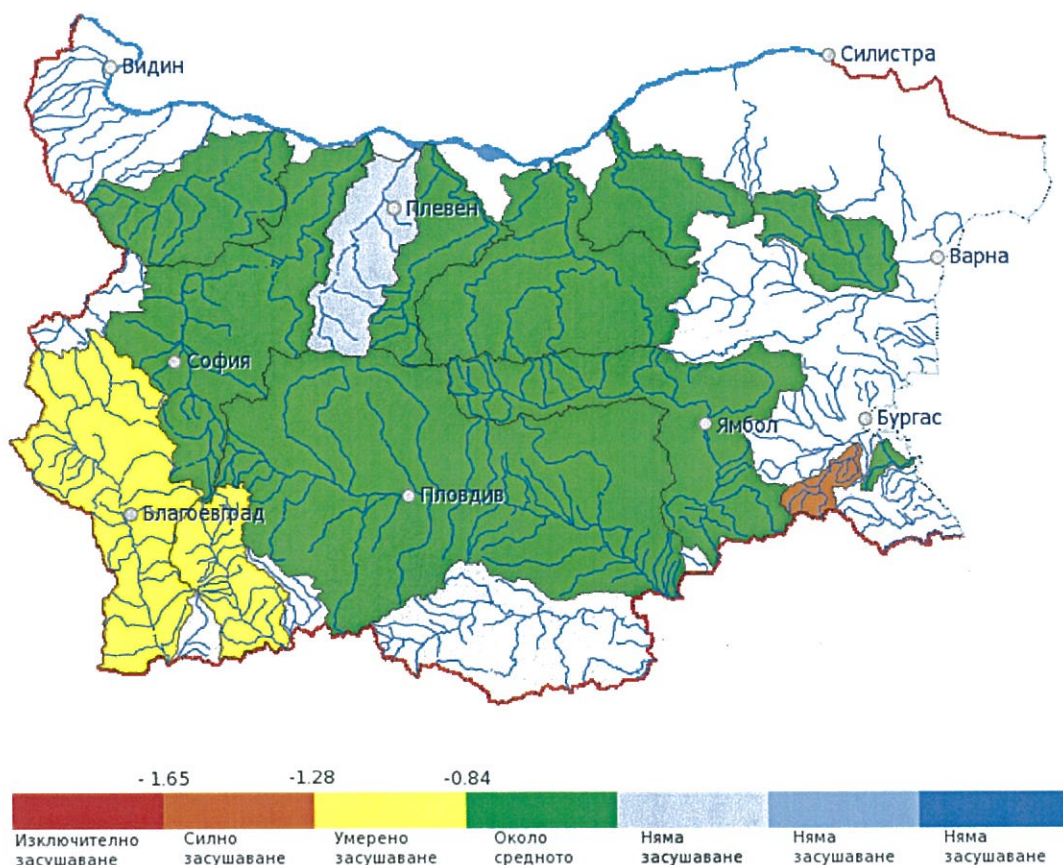 Видин
Силистра
Плевен
Варна
София
Ямбол
Бургас
Пловдив
Благоевград
- 1.65
-1.28
-0.84
Изключително засушаване
Силно засушаване
Умерено засушаване
Около средното
Няма засушаване
Няма засушаване
Няма засушаване